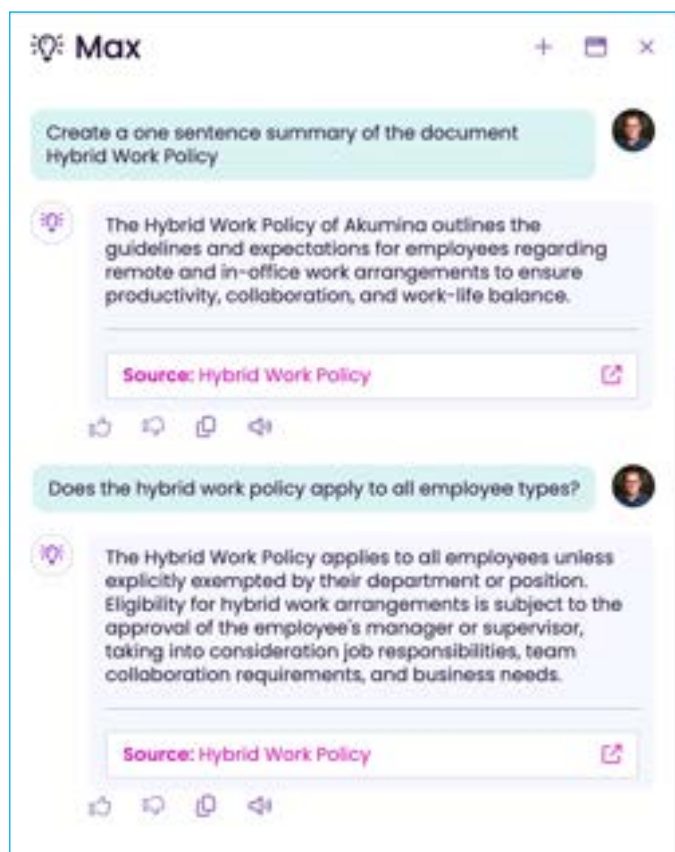 Max
Create a one sentence summary of the document
Hybrid Work Policy
The Hybrid Work Policy of Akumina outlines the
guidelines and expectations for employees regarding
remote and in-office work arrangements to ensure
productivity, collaboration, and work-life balance.
Source: Hybrid Work Policy
Does the hybrid work policy apply to all employee types?
The Hybrid Work Policy applies to all employees unless
explicitly exempted by their department or position.
Eligibility for hybrid work arrangements is subject to the
approval of the employee's manager or supervisor,
taking into consideration job responsibilities, team
collaboration requirements, and business needs.
Source: Hybrid Work Policy